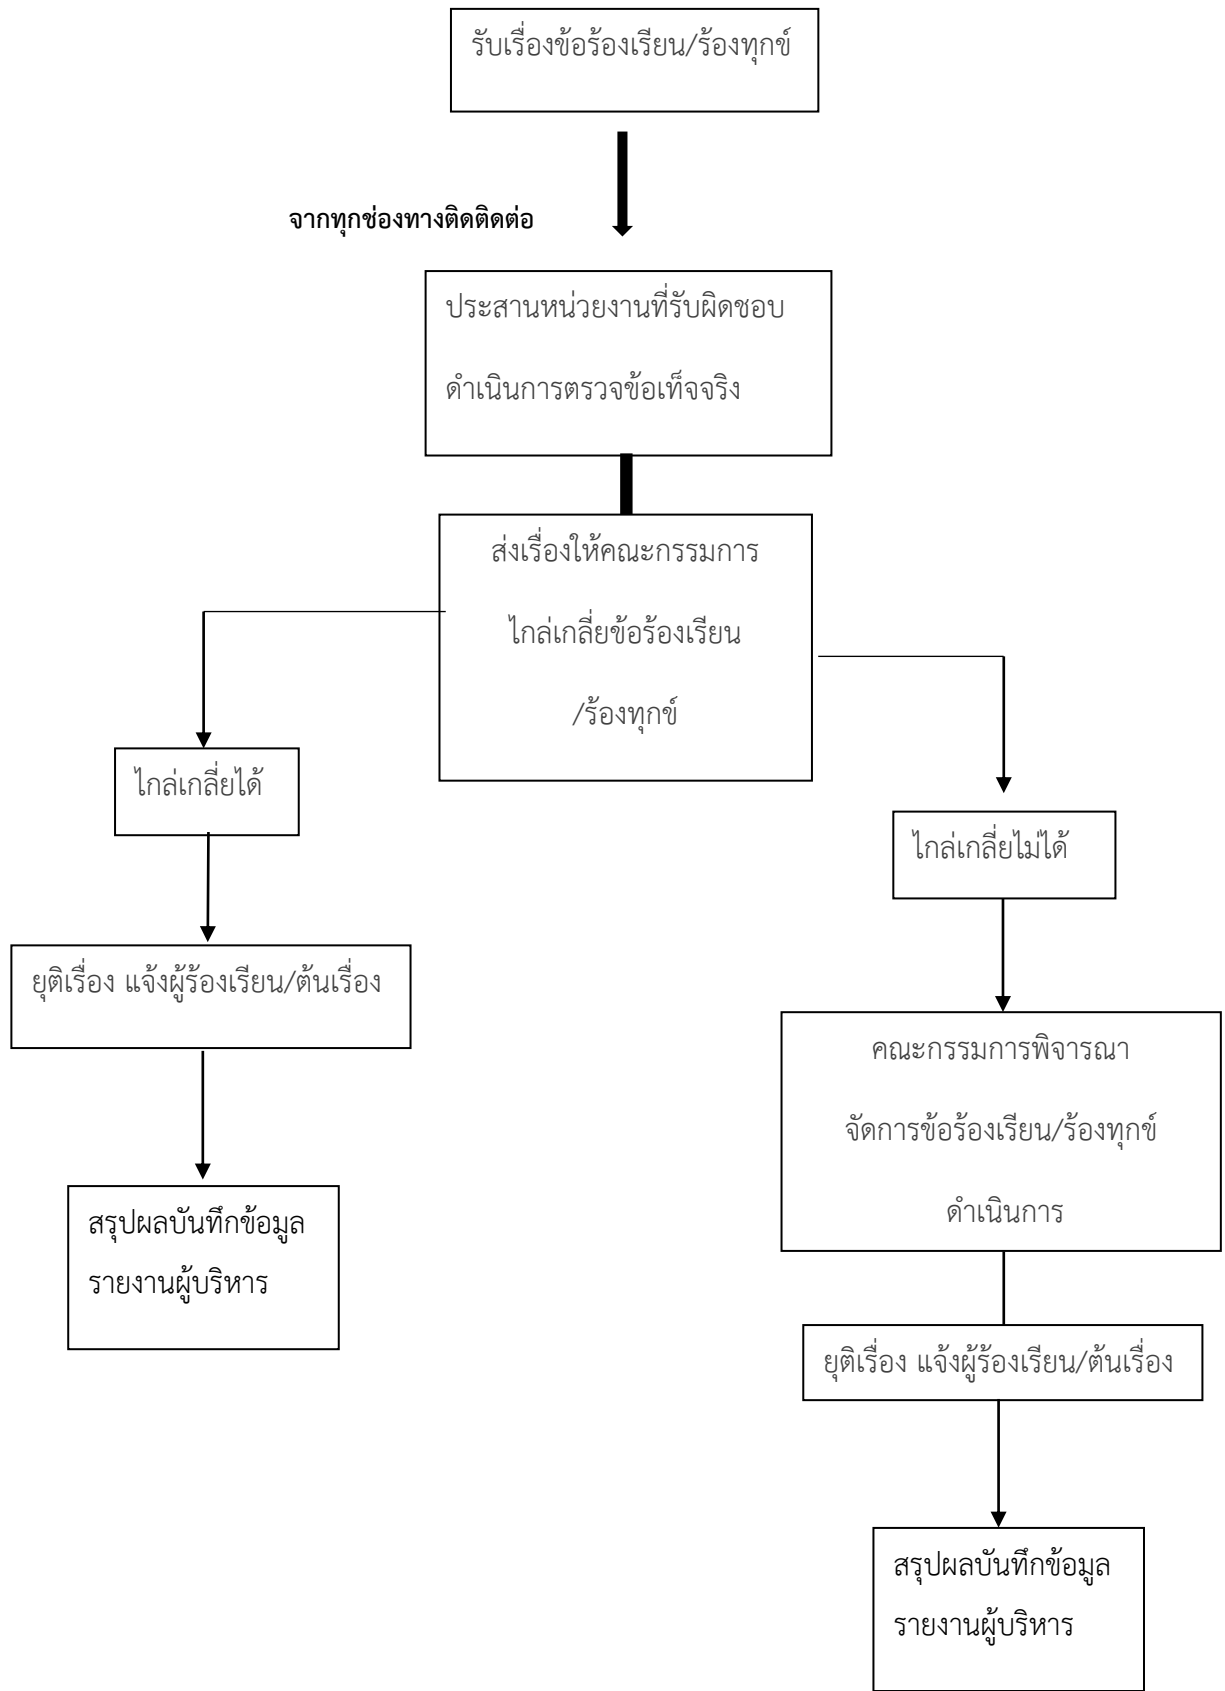 รับเรื่องข้อร้องเรียน/ร้องทุกข์
จากทุกช่องทางติดติดต่อ
ประสานหน่วยงานที่รับผิดชอบ
ดำเนินการตรวจข้อเท็จจริง
ส่งเรื่องให้คณะกรรมการ
ไกล่เกลี่ยข้อร้องเรียน
/ร้องทุกข์
ไกล่เกลี่ยได้
ไกล่เกลี่ยไม่ได้
ยุติเรื่อง แจ้งผู้ร้องเรียน/ต้นเรื่อง
คณะกรรมการพิจารณา
จัดการข้อร้องเรียน/ร้องทุกข์
ดำเนินการ
สรุปผลบันทึกข้อมูล
รายงานผู้บริหาร
ยุติเรื่อง แจ้งผู้ร้องเรียน/ต้นเรื่อง
สรุปผลบันทึกข้อมูล
รายงานผู้บริหาร